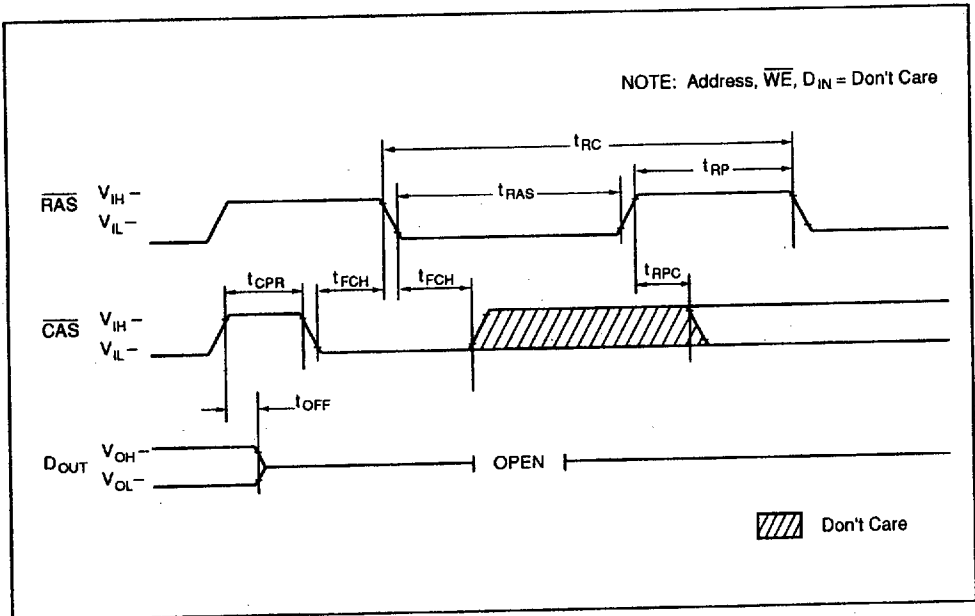 NOTE: Address, WE, DIN = Don't Care
tRC
tRP
tRAS
RAS VIH
VIL
tCPR tFCH tFCH tRPC
CAS VIH
VIL
tOFF
DOUT VOH
VOL
OPEN
Don't Care